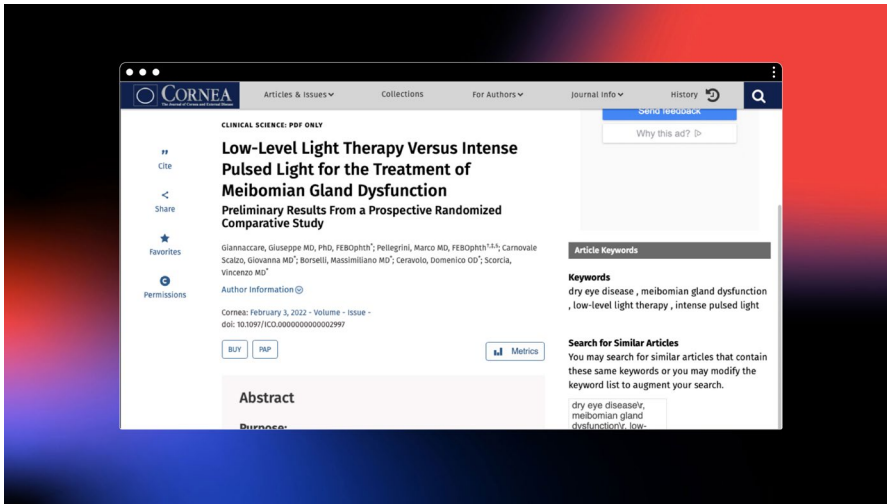 CORNEA
The Journal of Cornea and External Disease
Articles & Issues
Collections
For Authors
Journal Info
History
Cite
Share
Favorites
Permissions
CLINICAL SCIENCE: PDF ONLY
Low-Level Light Therapy Versus Intense
Pulsed Light for the Treatment of
Meibomian Gland Dysfunction
Preliminary Results From a Prospective Randomized
Comparative Study
Giannaccare, Giuseppe MD, PhD, FEBOphth*; Pellegrini, Marco MD, FEBOphth†,‡,§; Carnovale
Scalzo, Giovanna MD*; Borselli, Massimiliano MD*; Ceravolo, Domenico OD*; Scorcia,
Vincenzo MD*
Author Information
Cornea: February 3, 2022 - Volume - Issue -
doi: 10.1097/ICO.0000000000002997
BUY
PAP
Metrics
Abstract
Purpose:
Send feedback
Why this ad?
Article Keywords
Keywords
dry eye disease , meibomian gland dysfunction
, low-level light therapy , intense pulsed light
Search for Similar Articles
You may search for similar articles that contain
these same keywords or you may modify the
keyword list to augment your search.
dry eye disease\r,
meibomian gland
dysfunction\r, low-